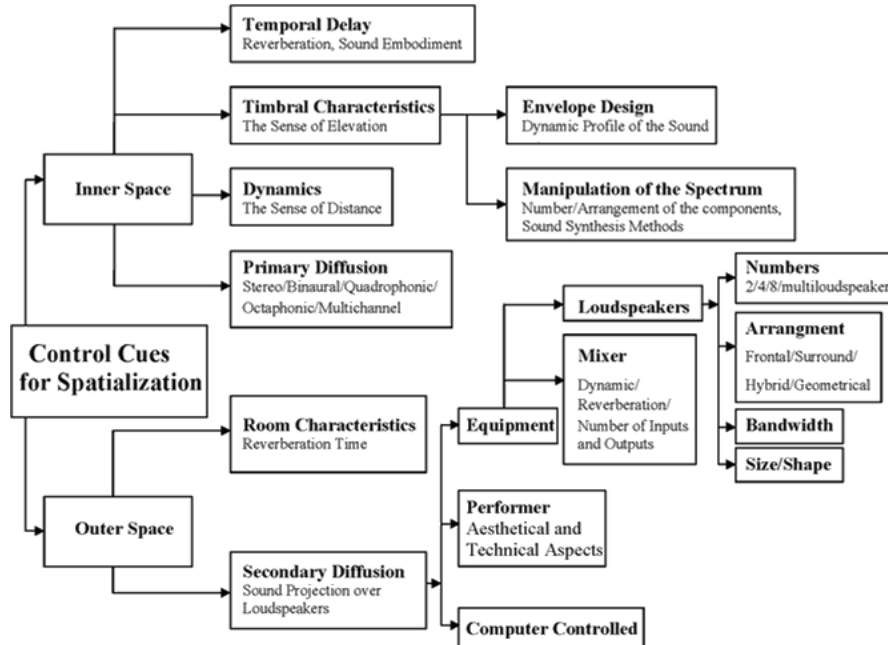 Temporal Delay
Reverberation, Sound Embodiment
Timbral Characteristics
The Sense of Elevation
Envelope Design
Dynamic Profile of the Sound
Inner Space
Dynamics
The Sense of Distance
Manipulation of the Spectrum
Number/Arrangement of the components,
Sound Synthesis Methods
Primary Diffusion
Stereo/Binaural/Quadrophonic/
Octaphonic/Multichannel
Loudspeakers
Numbers
2/4/8/multiloudspeaker
Arrangment
Frontal/Surround/
Hybrid/Geometrical
Bandwidth
Size/Shape
Control Cues
for Spatialization
Mixer
Dynamic/
Reverberation/
Number of Inputs
and Outputs
Room Characteristics
Reverberation Time
Equipment
Outer Space
Performer
Aesthetical and
Technical Aspects
Secondary Diffusion
Sound Projection over
Loudspeakers
Computer Controlled